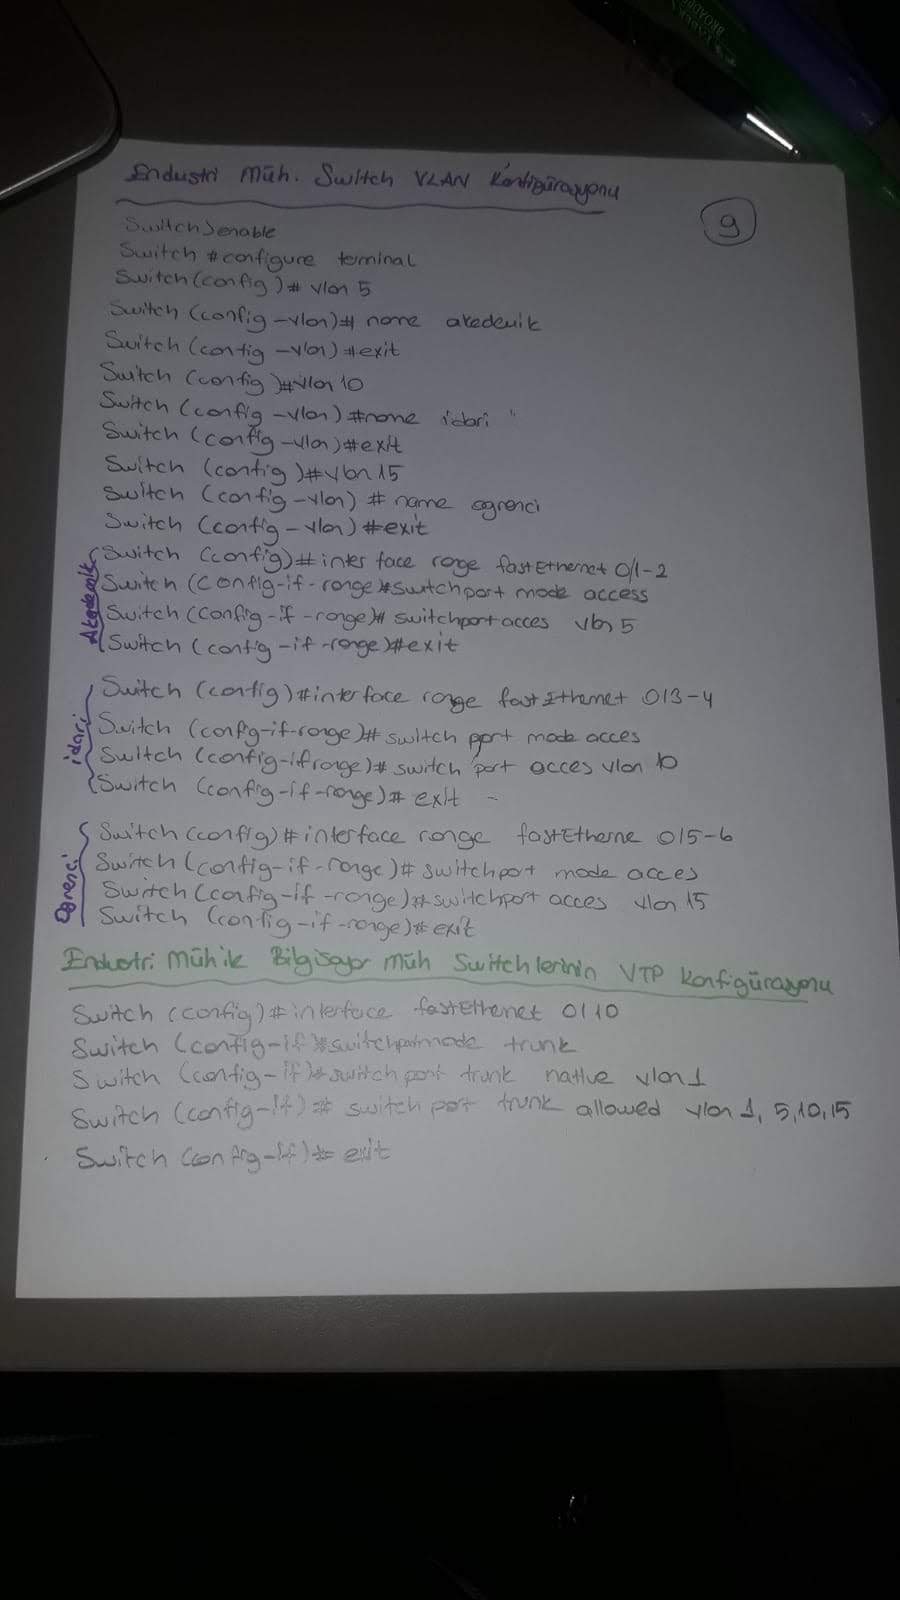 Endustri Müh. Switch VLAN Konfigürasyonu
9
Switch>enable
Switch #configure terminal
Switch(config)# vlan 5
Switch (config-vlan)# name akedemik
Switch (config-vlan)#exit
Switch (config)#vlan 10
Switch (config-vlan)#name idari
Switch (config-vlan)#exit
Switch (config)#vlan 15
Switch (config-vlan) # name ogrenci
Switch (config-vlan)#exit
Akademik
Switch (config)#inter face range fastEthernet 0/1-2
Switch (Config-if-range)#switchport mode access
Switch (config-if-range)# switchport acces vlan 5
Switch (config-if-range)#exit
idari
Switch (config)#interface range fastEthernet 0/3-4
Switch (config-if-range)# switch port mode acces
Switch (config-if range)# switch port acces vlan 10
Switch (config-if-range)# exit
Ogrenci
Switch(config)#interface range fastEtherne 0/5-6
Switch(config-if-range)# switchport mode acces
Switch(config-if-range)#switchport acces vlan 15
Switch (config-if-range)#exit
Endustri Müh ile Bilgisayar Müh Switchlerinin VTP Konfigürasyonu
Switch (config)#interface fastEthernet 0/10
Switch (config-if)#switchportmode trunk
Switch (config-if)#switch port trunk native vlan 1
Switch (config-if)# switch port trunk allowed vlan 1, 5,10,15
Switch (config-if)# exit